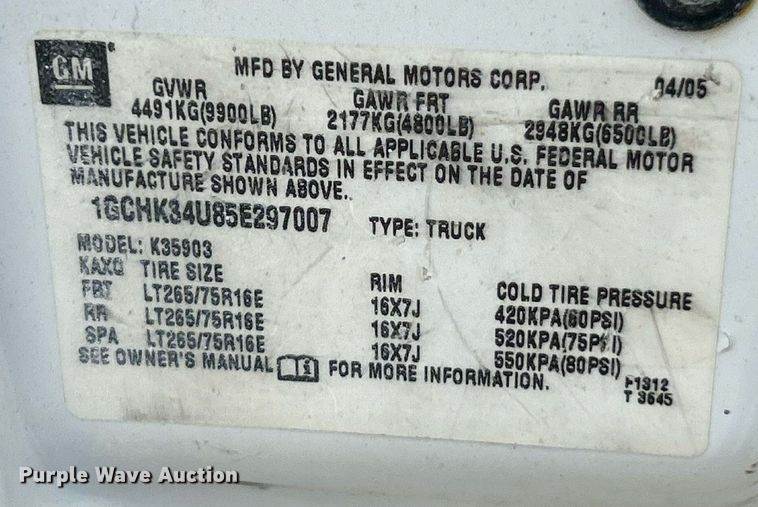 GM
MFD BY GENERAL MOTORS CORP. 04/05
GVWR GAWR FRT GAWR RR
4491KG(9900LB) 2177KG(4800LB) 2948KG(6500LB)
THIS VEHICLE CONFORMS TO ALL APPLICABLE U.S. FEDERAL MOTOR
VEHICLE SAFETY STANDARDS IN EFFECT ON THE DATE OF
MANUFACTURE SHOWN ABOVE.
1GCHK34U85E297007 TYPE: TRUCK
MODEL: K35903
KAXQ TIRE SIZE RIM COLD TIRE PRESSURE
FRT LT265/75R16E 16X7J 420KPA(60PSI)
RR LT265/75R16E 16X7J 520KPA(75PSI)
SPA LT265/75R16E 16X7J 550KPA(80PSI)
SEE OWNER'S MANUAL FOR MORE INFORMATION.
F1312
T 3645
Purple Wave Auction